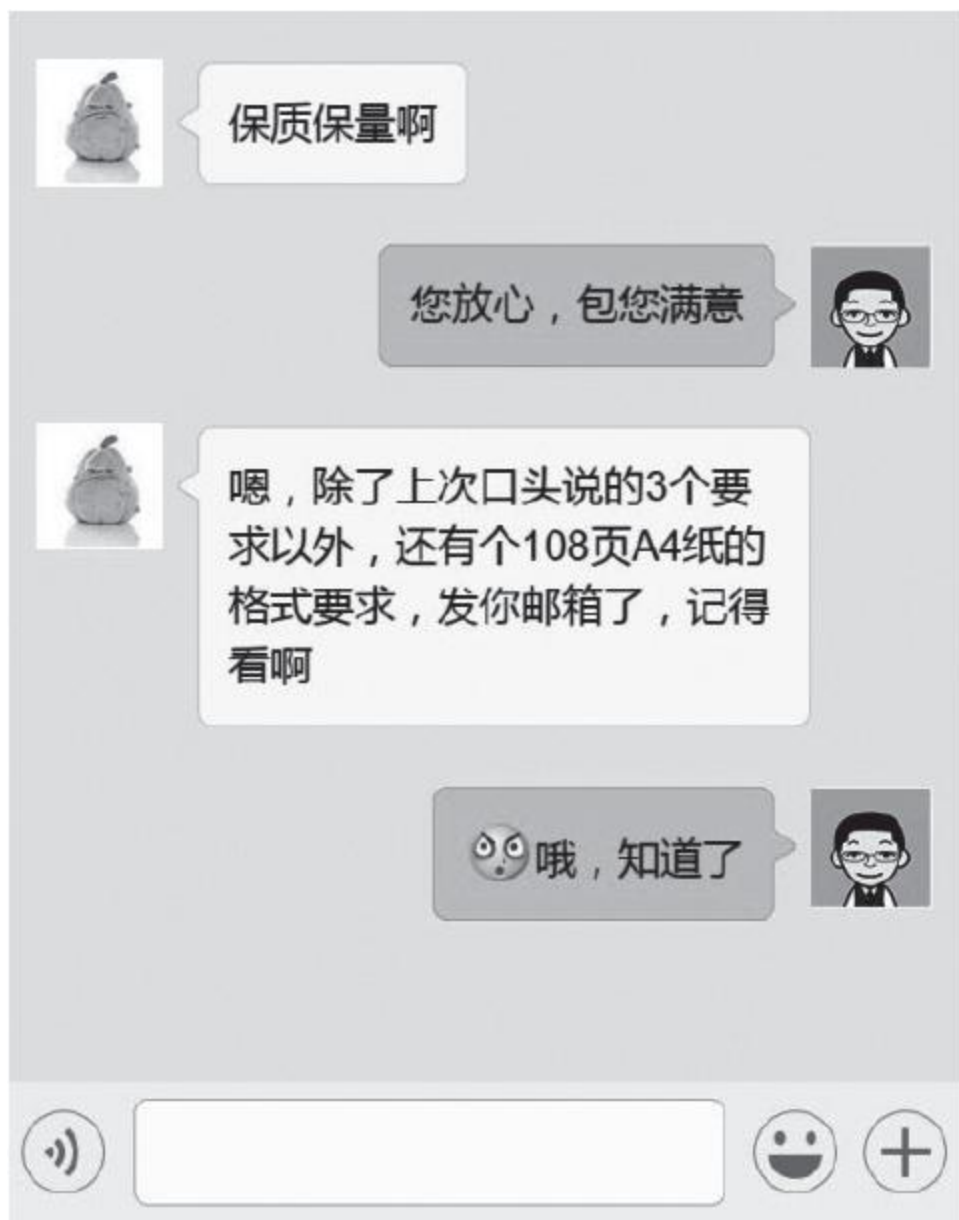 保质保量啊
您放心，包您满意
嗯，除了上次口头说的3个要
求以外，还有个108页A4纸的
格式要求，发你邮箱了，记得
看啊
哦，知道了